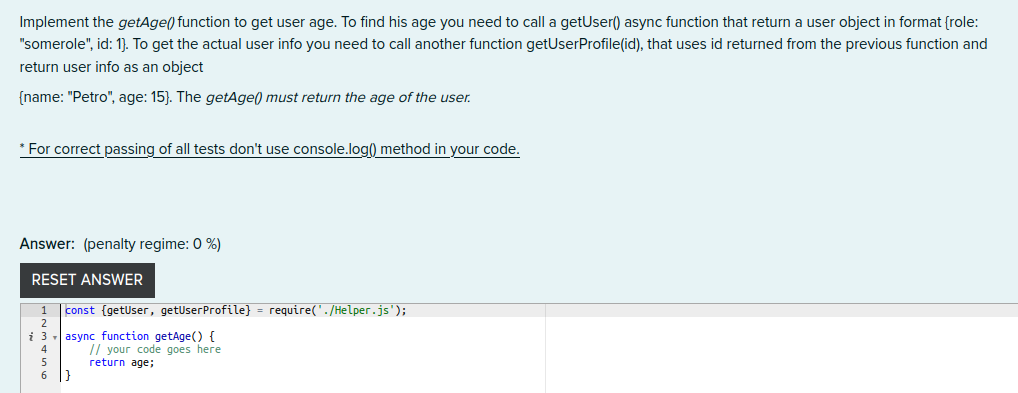 Implement the getAge() function to get user age. To find his age you need to call a getUser() async function that return a user object in format {role:
"somerole", id: 1}. To get the actual user info you need to call another function getUserProfile(id), that uses id returned from the previous function and
return user info as an object
{name: "Petro", age: 15}. The getAge() must return the age of the user.
* For correct passing of all tests don't use console.log() method in your code.
Answer: (penalty regime: 0 %)
RESET ANSWER
1 const {getUser, getUserProfile} = require('./Helper.js');
2
i 3 async function getAge() {
4 // your code goes here
5 return age;
6 }